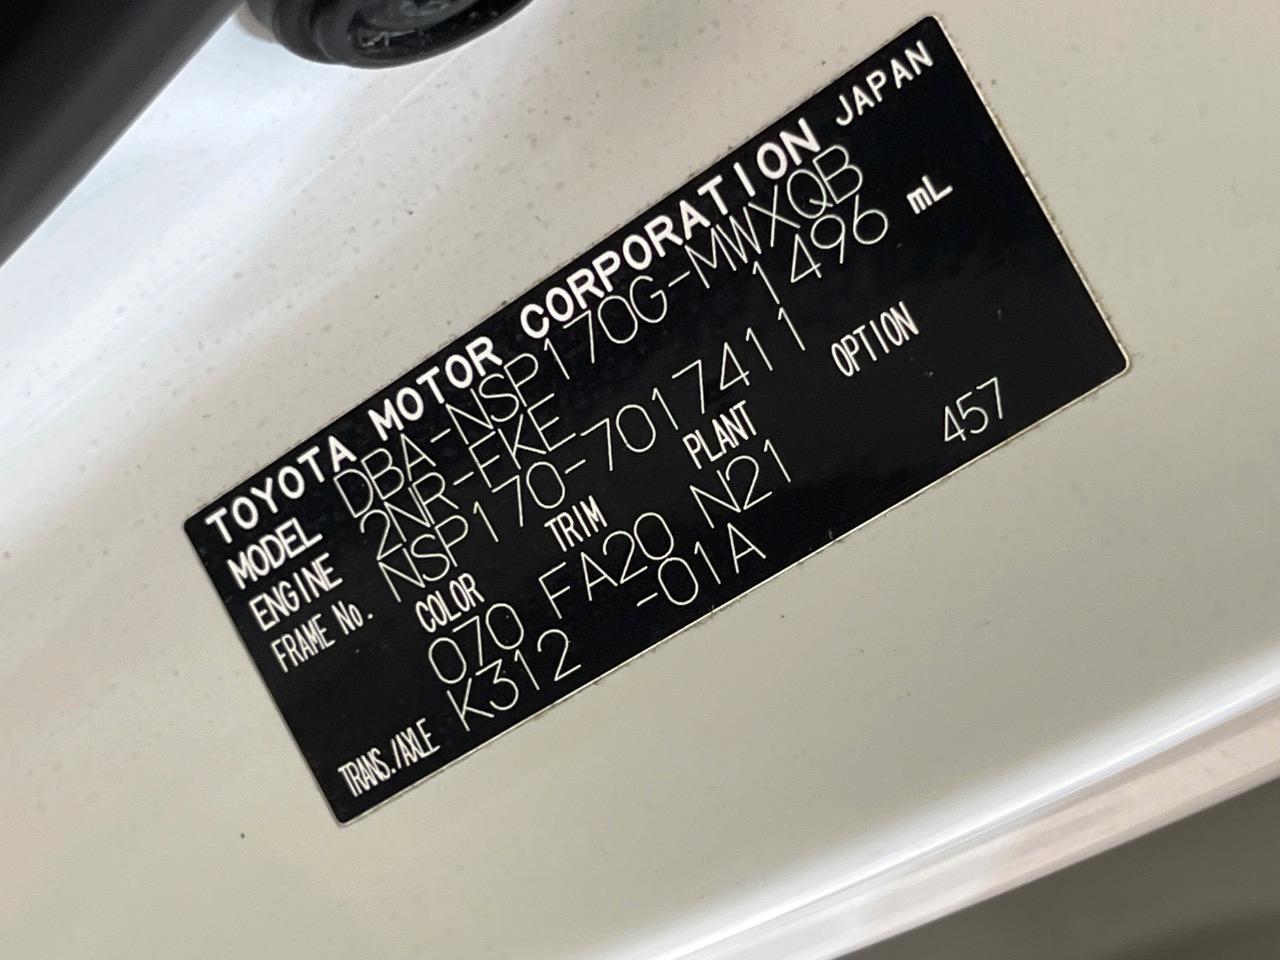 TOYOTA MOTOR CORPORATION JAPAN
MODEL DBA-NSP170G-MWXQB
ENGINE 2NR-FKE 1496 mL
FRAME No. NSP170-7017411
COLOR TRIM PLANT OPTION
070 FA20 N21 457
TRANS./AXLE K312 -01A